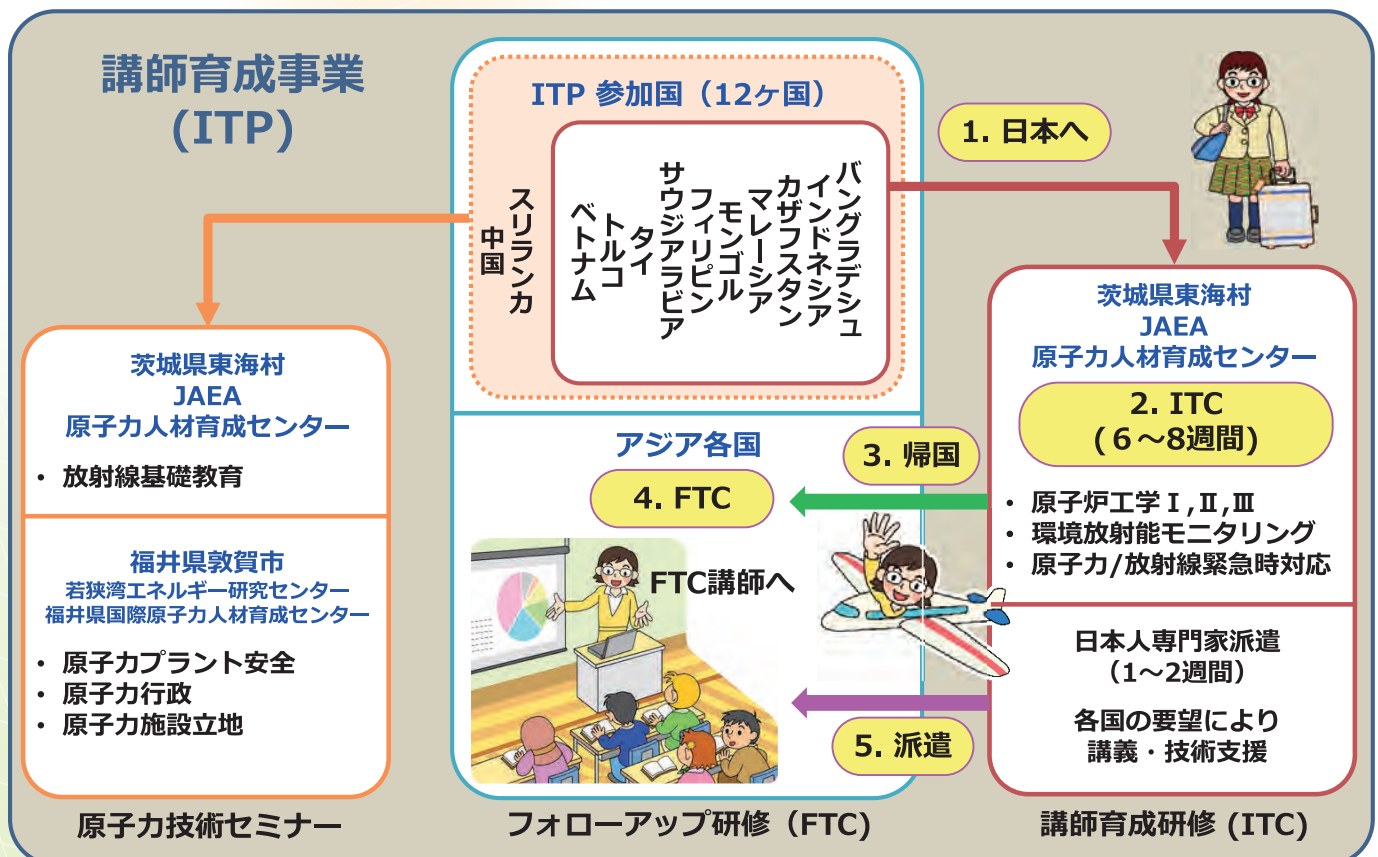 講師育成事業
(ITP)
ITP 参加国（12ヶ国）
バングラデシュ
インドネシア
カザフスタン
マレーシア
モンゴル
フィリピン
サウジアラビア
タイ
トルコ
ベトナム
スリランカ
中国
1. 日本へ
茨城県東海村
JAEA
原子力人材育成センター
2. ITC
(６～8週間)
• 原子炉工学Ⅰ,Ⅱ,Ⅲ
• 環境放射能モニタリング
• 原子力/放射線緊急時対応
日本人専門家派遣
（1～2週間）
各国の要望により
講義・技術支援
講師育成研修 (ITC)
アジア各国
3. 帰国
4. FTC
FTC講師へ
5. 派遣
フォローアップ研修（FTC）
茨城県東海村
JAEA
原子力人材育成センター
• 放射線基礎教育
福井県敦賀市
若狭湾エネルギー研究センター
福井県国際原子力人材育成センター
• 原子力プラント安全
• 原子力行政
• 原子力施設立地
原子力技術セミナー